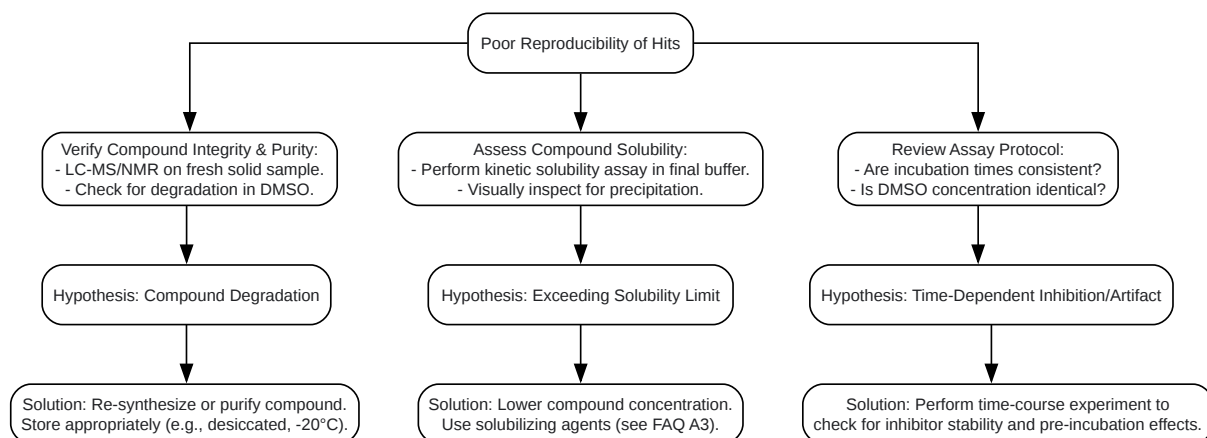 Poor Reproducibility of Hits
Verify Compound Integrity & Purity:
- LC-MS/NMR on fresh solid sample.
- Check for degradation in DMSO.
Assess Compound Solubility:
- Perform kinetic solubility assay in final buffer.
- Visually inspect for precipitation.
Review Assay Protocol:
- Are incubation times consistent?
- Is DMSO concentration identical?
Hypothesis: Compound Degradation
Hypothesis: Exceeding Solubility Limit
Hypothesis: Time-Dependent Inhibition/Artifact
Solution: Re-synthesize or purify compound.
Store appropriately (e.g., desiccated, -20°C).
Solution: Lower compound concentration.
Use solubilizing agents (see FAQ A3).
Solution: Perform time-course experiment to
check for inhibitor stability and pre-incubation effects.